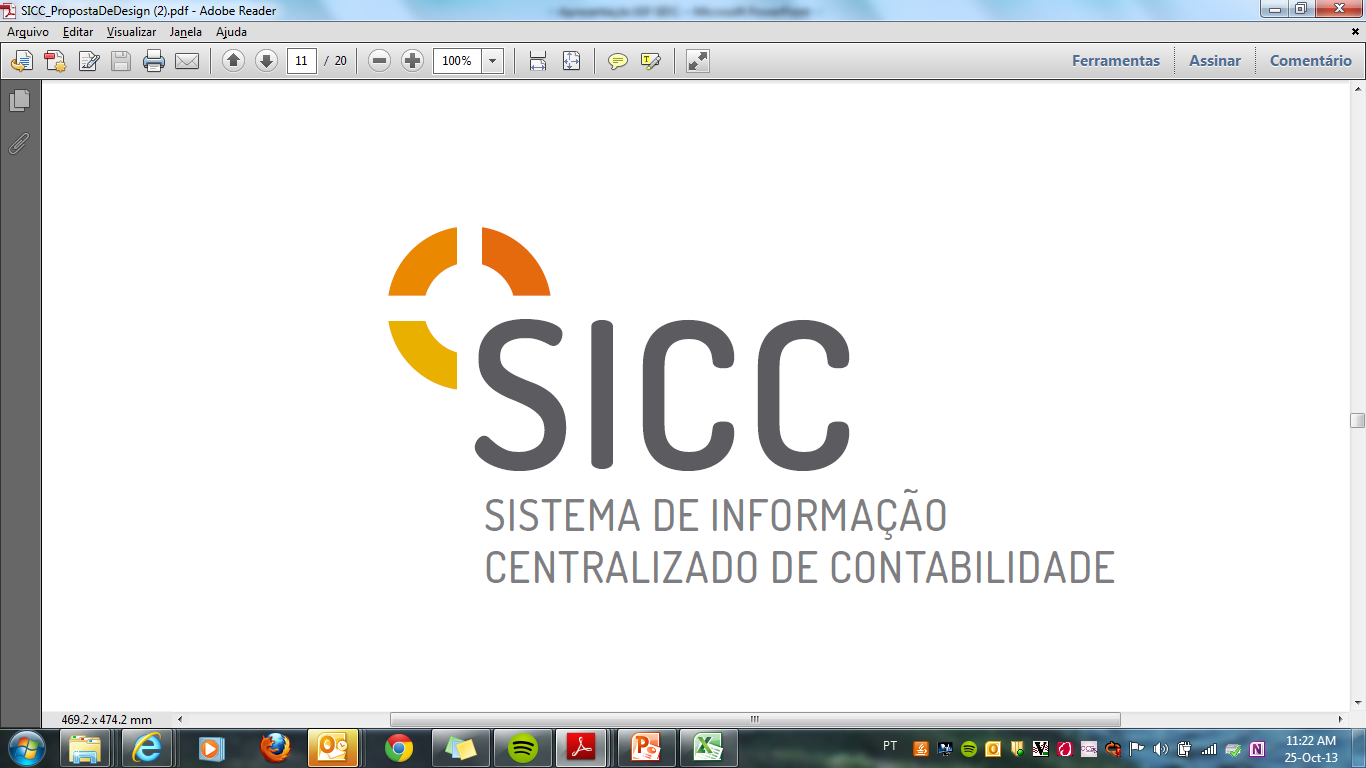 SICC_PropostaDeDesign (2).pdf - Adobe Reader
Arquivo Editar Visualizar Janela Ajuda
11 / 20 100% Ferramentas Assinar Comentário
SICC
SISTEMA DE INFORMAÇÃO
CENTRALIZADO DE CONTABILIDADE
469.2 x 474.2 mm
PT 11:22 AM
25-Oct-13